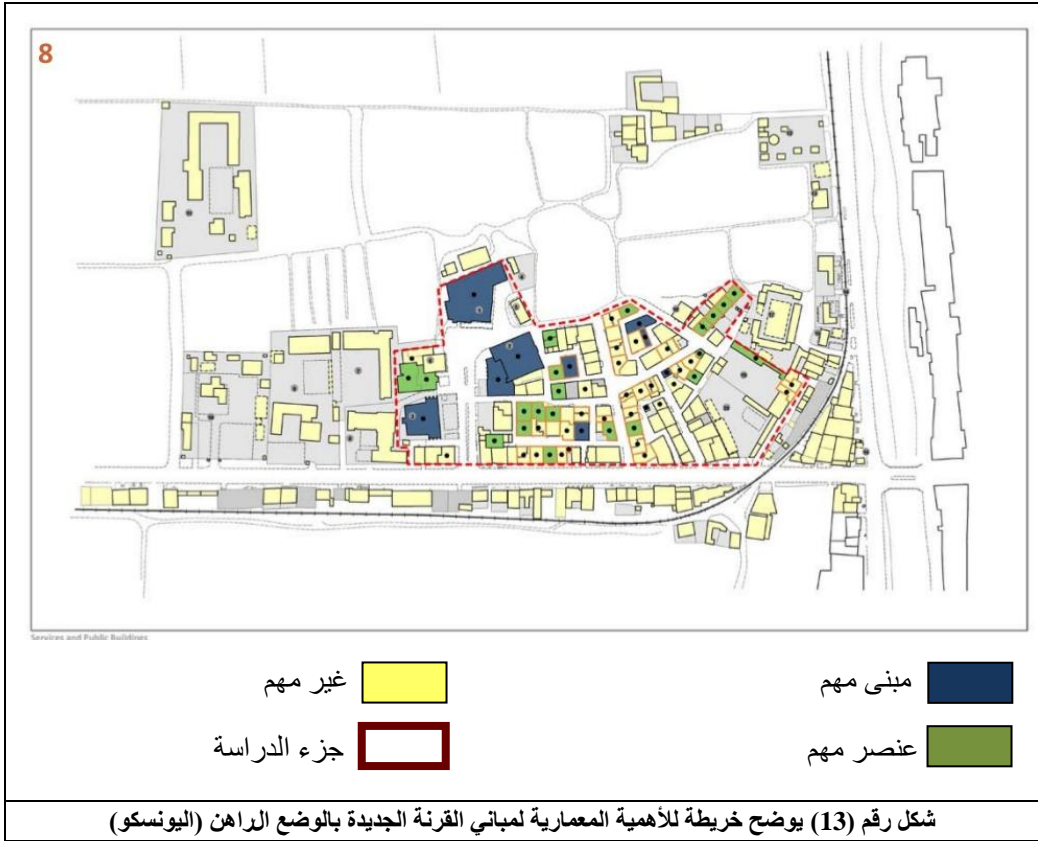 8
Services and Public Buildings
مبنى مهم
غير مهم
عنصر مهم
جزء الدراسة
شكل رقم (13) يوضح خريطة للأهمية المعمارية لمباني القرنة الجديدة بالوضع الراهن (اليونسكو)